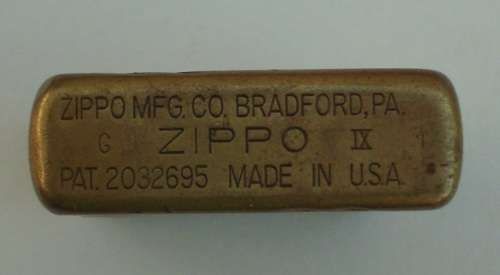 ZIPPO MFG. CO. BRADFORD, PA.
G ZIPPO IX
PAT. 2032695 MADE IN U.S.A.